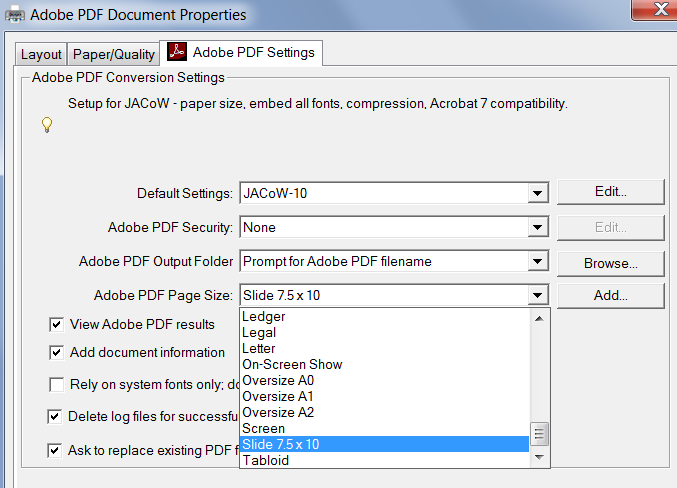 Adobe PDF Document Properties
Layout Paper/Quality Adobe PDF Settings
Adobe PDF Conversion Settings
Setup for JACoW - paper size, embed all fonts, compression, Acrobat 7 compatibility.
Default Settings: JACoW-10 Edit...
Adobe PDF Security: None Edit...
Adobe PDF Output Folder Prompt for Adobe PDF filename Browse...
Adobe PDF Page Size: Slide 7.5 x 10 Add...
View Adobe PDF results
Add document information
Rely on system fonts only; do
Delete log files for successfu
Ask to replace existing PDF f
Ledger
Legal
Letter
On-Screen Show
Oversize A0
Oversize A1
Oversize A2
Screen
Slide 7.5 x 10
Tabloid